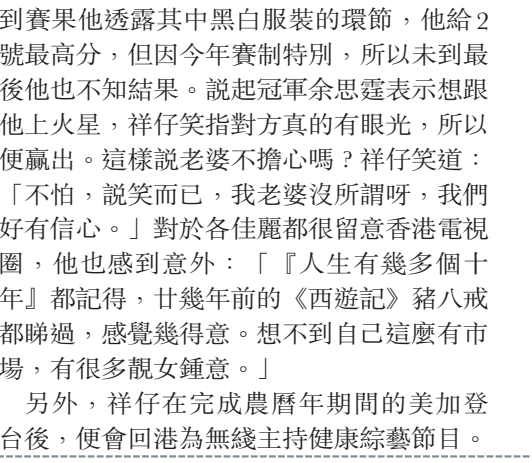 到賽果他透露其中黑白服裝的環節，他給2
號最高分，但因今年賽制特別，所以未到最
後他也不知結果。説起冠軍余思霆表示想跟
他上火星，祥仔笑指對方真的有眼光，所以
便贏出。這樣説老婆不擔心嗎？祥仔笑道：
「不怕，説笑而已，我老婆沒所謂呀，我們
好有信心。」對於各佳麗都很留意香港電視
圈，他也感到意外：「『人生有幾多個十
年』都記得，廿幾年前的《西遊記》豬八戒
都睇過，感覺幾得意。想不到自己這麼有市
場，有很多靚女鍾意。」
另外，祥仔在完成農曆年期間的美加登
台後，便會回港為無綫主持健康綜藝節目。